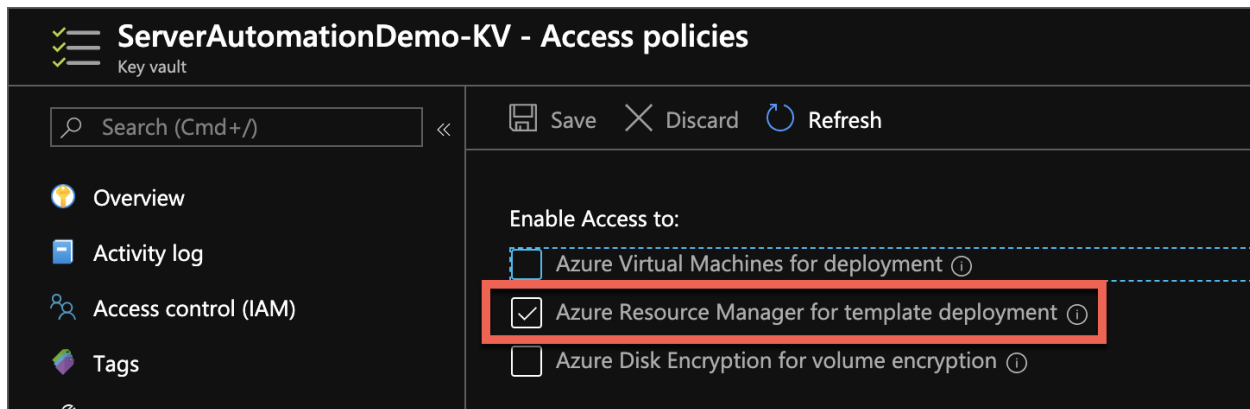 ServerAutomationDemo-KV - Access policies
Key vault
Search (Cmd+/)
«
Save
Discard
Refresh
Overview
Activity log
Access control (IAM)
Tags
Enable Access to:
Azure Virtual Machines for deployment
Azure Resource Manager for template deployment
Azure Disk Encryption for volume encryption